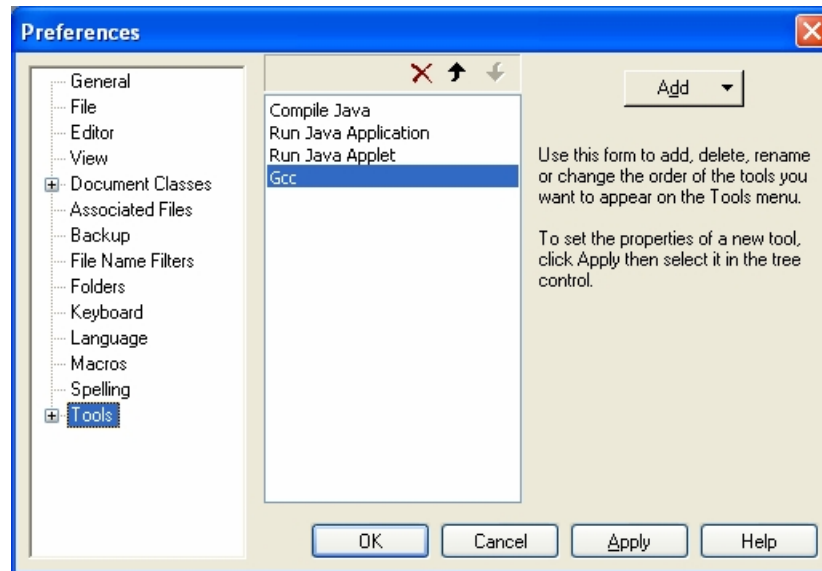 Preferences
General
File
Editor
View
Document Classes
Associated Files
Backup
File Name Filters
Folders
Keyboard
Language
Macros
Spelling
Tools
Compile Java
Run Java Application
Run Java Applet
Gcc
Add
Use this form to add, delete, rename
or change the order of the tools you
want to appear on the Tools menu.
To set the properties of a new tool,
click Apply then select it in the tree
control.
OK
Cancel
Apply
Help